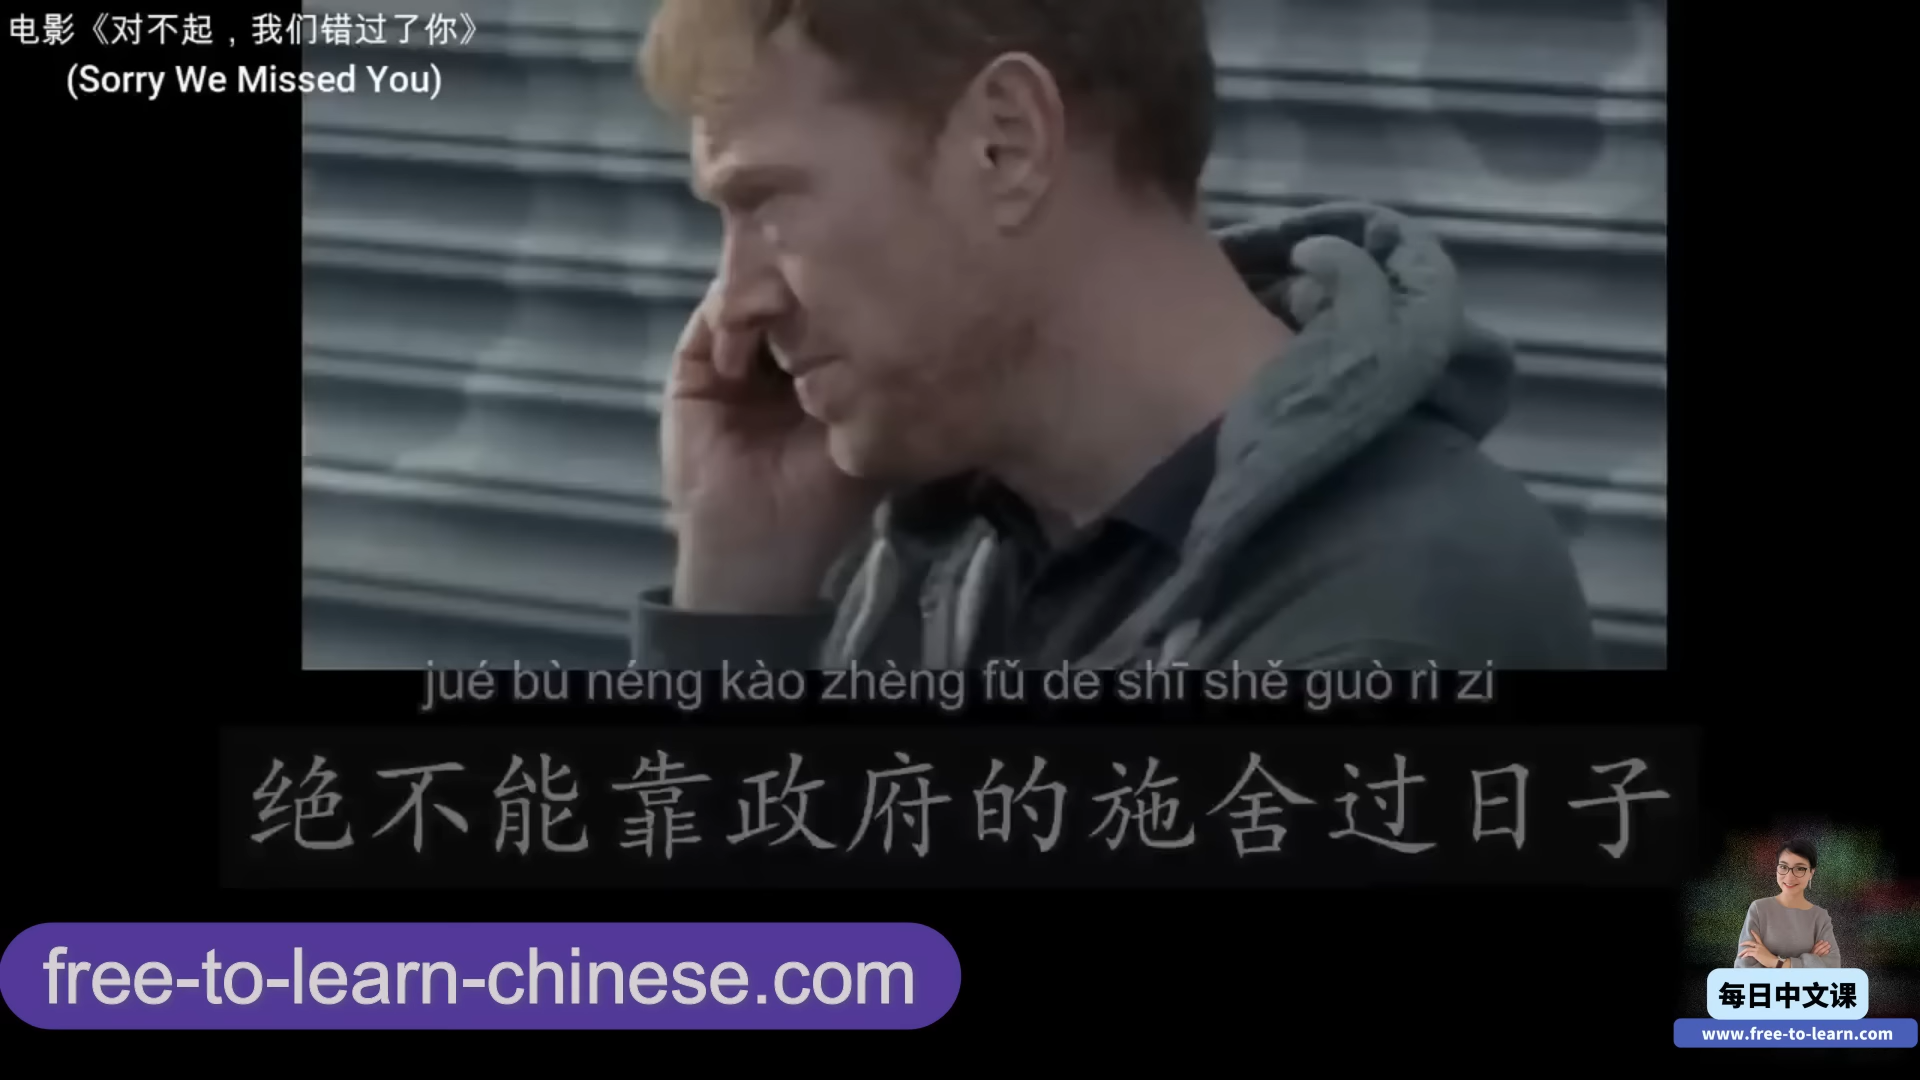 电影《对不起，我们错过了你》
(Sorry We Missed You)
jué bù néng kào zhèng fǔ de shī shě guò rì zi
绝不能靠政府的施舍过日子
free-to-learn-chinese.com
每日中文课
www.free-to-learn.com